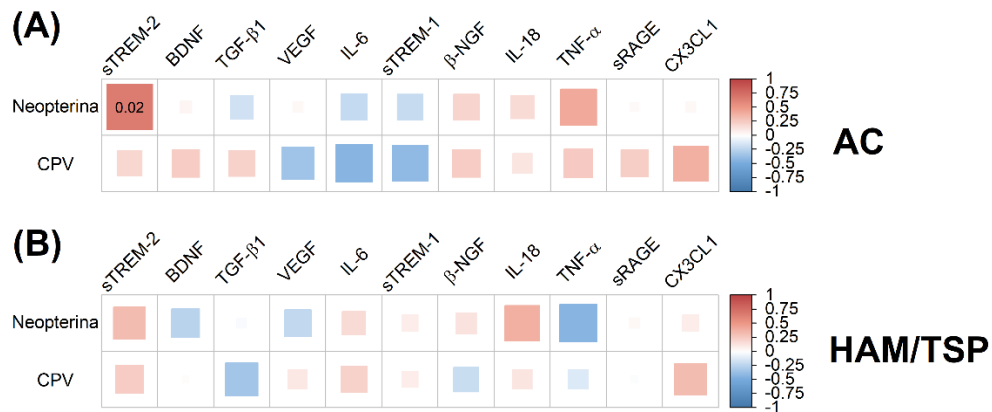 (A)
sTREM-2 BDNF TGF-β1 VEGF IL-6 sTREM-1 β-NGF IL-18 TNF-α sRAGE CX3CL1
Neopterina 0.02
CPV
1
0.75
0.5
0.25
0
-0.25
-0.5
-0.75
-1
AC
(B)
sTREM-2 BDNF TGF-β1 VEGF IL-6 sTREM-1 β-NGF IL-18 TNF-α sRAGE CX3CL1
Neopterina
CPV
1
0.75
0.5
0.25
0
-0.25
-0.5
-0.75
-1
HAM/TSP